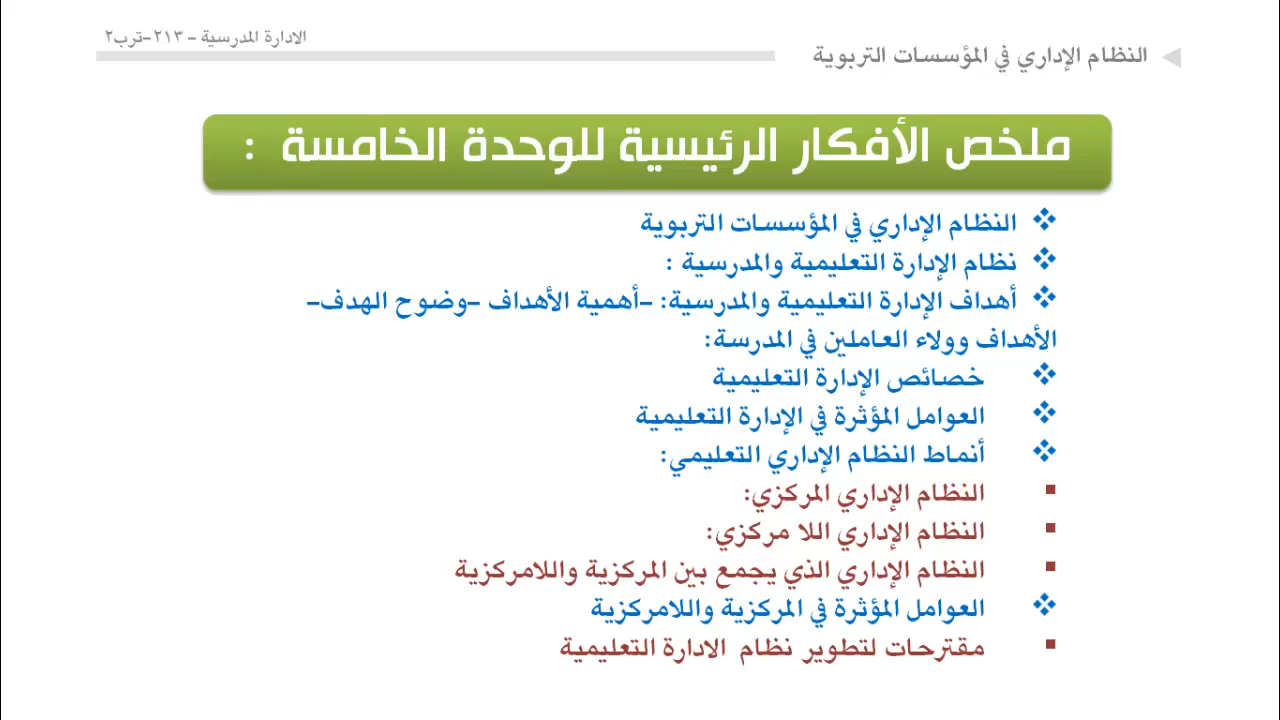 الادارة المدرسية - ٢١٣-ترب٢
النظام الإداري في المؤسسات التربوية
ملخص الأفكار الرئيسية للوحدة الخامسة :
❖ النظام الإداري في المؤسسات التربوية
❖ نظام الإدارة التعليمية والمدرسية :
❖ أهداف الإدارة التعليمية والمدرسية: -أهمية الأهداف -وضوح الهدف-
الأهداف وولاء العاملين في المدرسة:
❖ خصائص الإدارة التعليمية
❖ العوامل المؤثرة في الإدارة التعليمية
❖ أنماط النظام الإداري التعليمي:
▪ النظام الإداري المركزي:
▪ النظام الإداري اللا مركزي:
▪ النظام الإداري الذي يجمع بين المركزية واللامركزية
❖ العوامل المؤثرة في المركزية واللامركزية
▪ مقترحات لتطوير نظام الادارة التعليمية